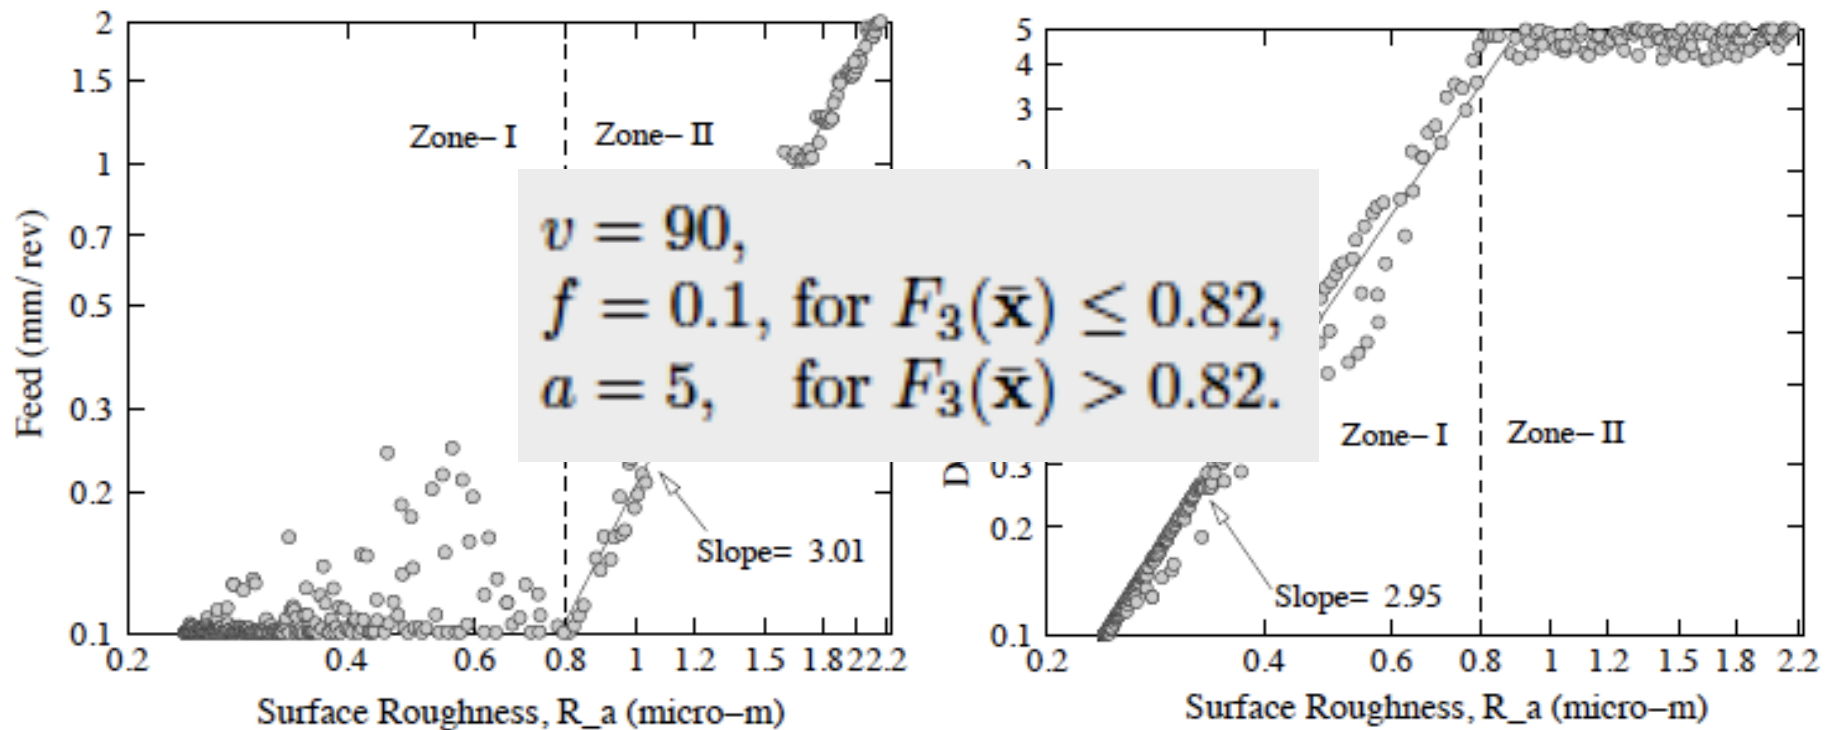 2
1.5
1
0.7
0.5
0.3
0.2
0.1
Feed (mm/ rev)
Zone– I
Zone– II
Slope= 3.01
0.2 0.4 0.6 0.8 1 1.2 1.5 1.8 2 2.2
Surface Roughness, R_a (micro–m)
v = 90,
f = 0.1, for F₃(x̄) ≤ 0.82,
a = 5, for F₃(x̄) > 0.82.
5
4
3
0.3
0.2
0.1
D
Zone– I
Zone– II
Slope= 2.95
0.2 0.4 0.6 0.8 1 1.2 1.5 1.8 2.2
Surface Roughness, R_a (micro–m)